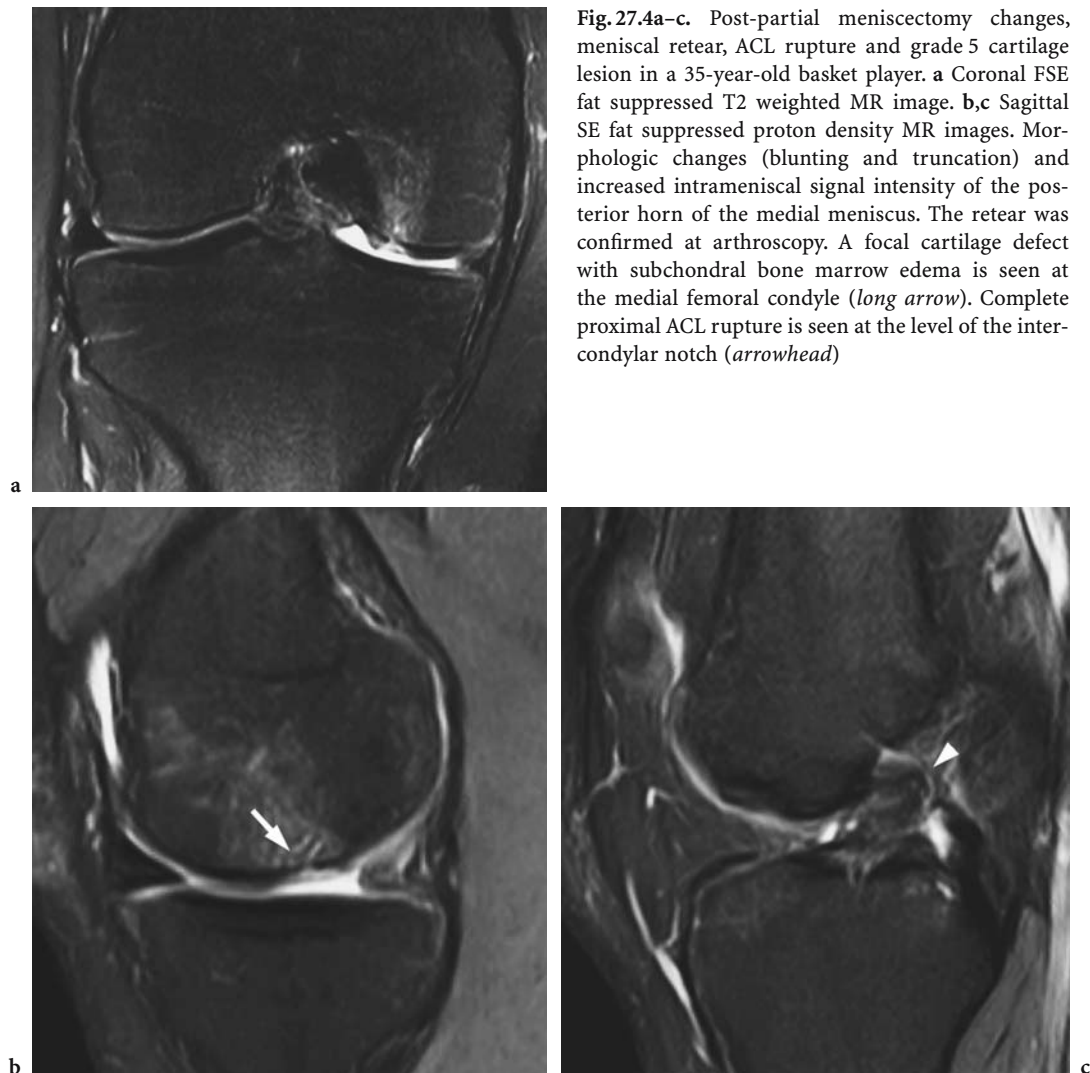 Fig. 27.4a–c. Post-partial meniscectomy changes,
meniscal retear, ACL rupture and grade 5 cartilage
lesion in a 35-year-old basket player. a Coronal FSE
fat suppressed T2 weighted MR image. b,c Sagittal
SE fat suppressed proton density MR images. Mor-
phologic changes (blunting and truncation) and
increased intrameniscal signal intensity of the pos-
terior horn of the medial meniscus. The retear was
confirmed at arthroscopy. A focal cartilage defect
with subchondral bone marrow edema is seen at
the medial femoral condyle (long arrow). Complete
proximal ACL rupture is seen at the level of the inter-
condylar notch (arrowhead)
a
b
c